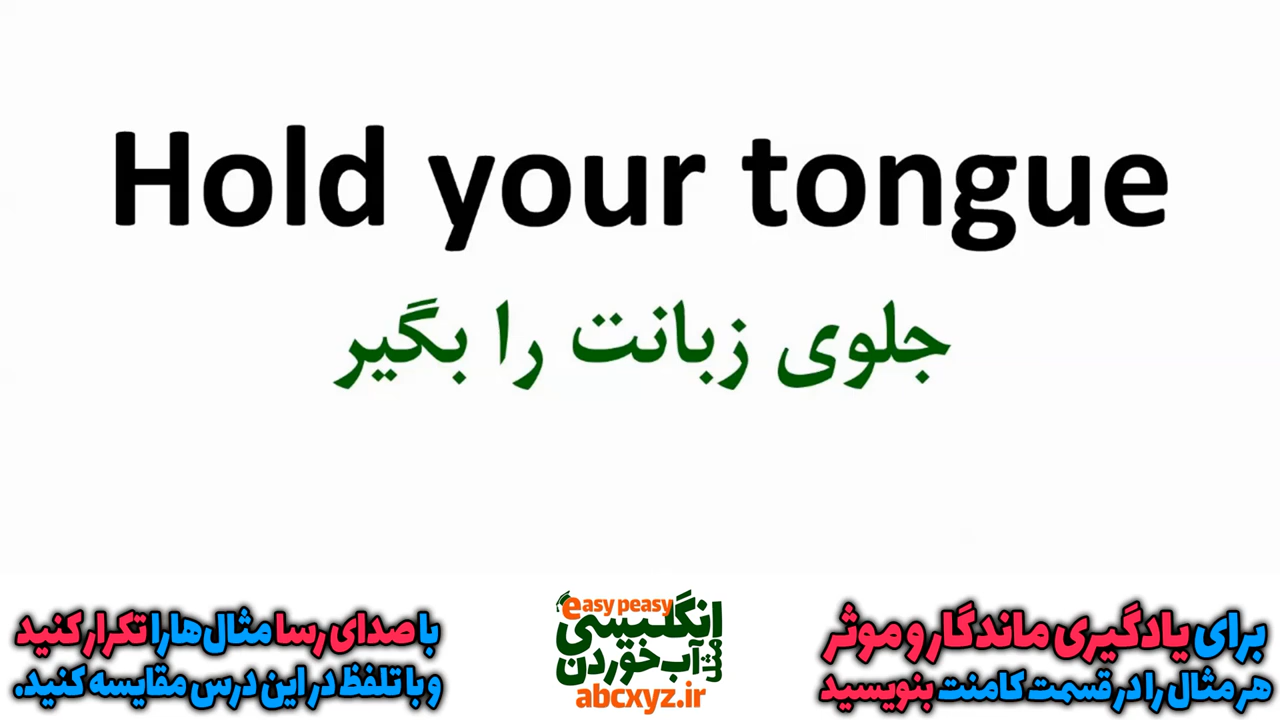 Hold your tongue
جلوی زبانت را بگیر
برای یادگیری ماندگار و موثر
هر مثال را در قسمت کامنت بنویسید
easy peasy
انگلیسی
مثل آب خوردن
abcxyz.ir
با صدای رسا مثال‌ها را تکرار کنید
و با تلفظ در این درس مقایسه کنید.